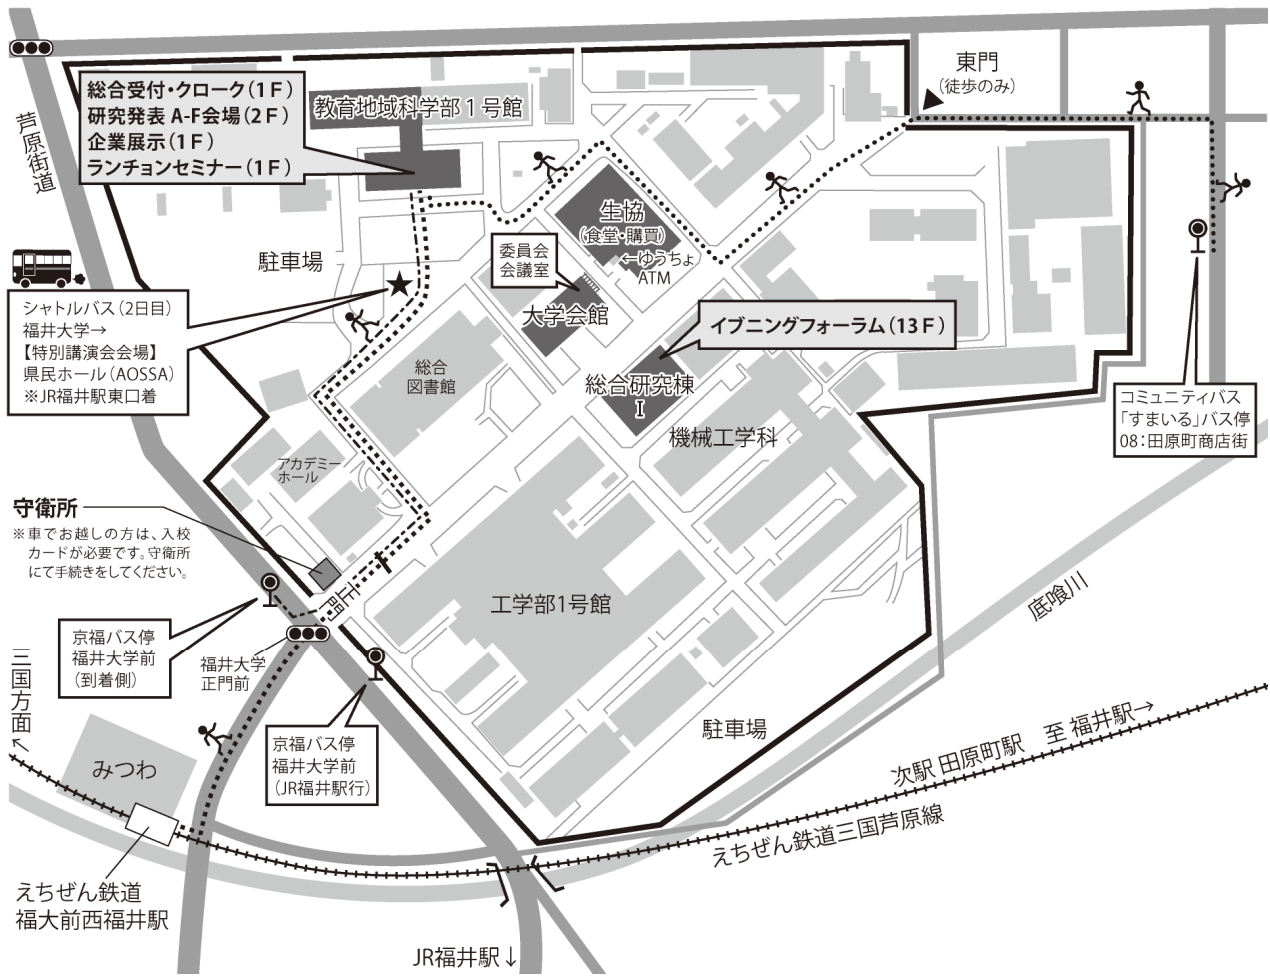 東門
（徒歩のみ）
総合受付・クローク（1F）
研究発表 A-F会場（2F）
企業展示（1F）
ランチョンセミナー（1F）
教育地域科学部1号館
芦原街道
生協
（食堂・購買）
←ゆうちょ
ATM
委員会
会議室
駐車場
大学会館
シャトルバス（2日目）
福井大学→
【特別講演会会場】
県民ホール（AOSSA）
※JR福井駅東口着
イブニングフォーラム（13F）
総合
図書館
総合研究棟
I
機械工学科
コミュニティバス
「すまいる」バス停
08：田原町商店街
アカデミー
ホール
守衛所
※車でお越しの方は、入校
カードが必要です。守衛所
にて手続きをしてください。
正門
工学部1号館
底喰川
京福バス停
福井大学前
（到着側）
福井大学
正門前
三国方面
←
京福バス停
福井大学前
（JR福井駅行）
駐車場
みつわ
次駅 田原町駅 至 福井駅→
えちぜん鉄道三国芦原線
えちぜん鉄道
福大前西福井駅
JR福井駅↓